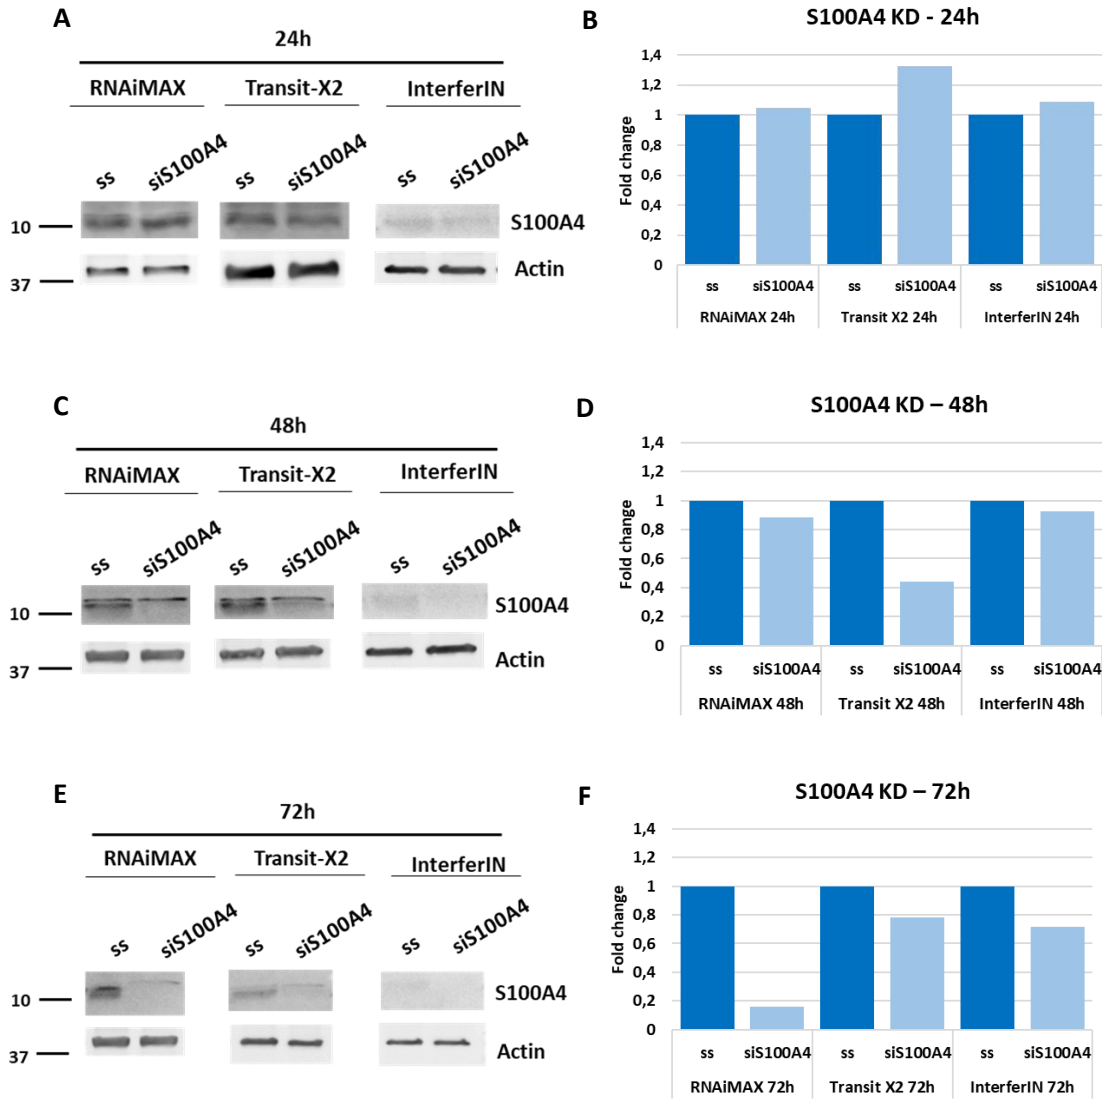 A
24h
RNAiMAX Transit-X2 InterferIN
ss siS100A4 ss siS100A4 ss siS100A4
10 S100A4
37 Actin
B
S100A4 KD - 24h
Fold change
1,4
1,2
1
0,8
0,6
0,4
0,2
0
ss siS100A4 ss siS100A4 ss siS100A4
RNAiMAX 24h Transit X2 24h InterferIN 24h
C
48h
RNAiMAX Transit-X2 InterferIN
ss siS100A4 ss siS100A4 ss siS100A4
10 S100A4
37 Actin
D
S100A4 KD – 48h
Fold change
1,4
1,2
1
0,8
0,6
0,4
0,2
0
ss siS100A4 ss siS100A4 ss siS100A4
RNAiMAX 48h Transit X2 48h InterferIN 48h
E
72h
RNAiMAX Transit-X2 InterferIN
ss siS100A4 ss siS100A4 ss siS100A4
10 S100A4
37 Actin
F
S100A4 KD – 72h
Fold change
1,4
1,2
1
0,8
0,6
0,4
0,2
0
ss siS100A4 ss siS100A4 ss siS100A4
RNAiMAX 72h Transit X2 72h InterferIN 72h